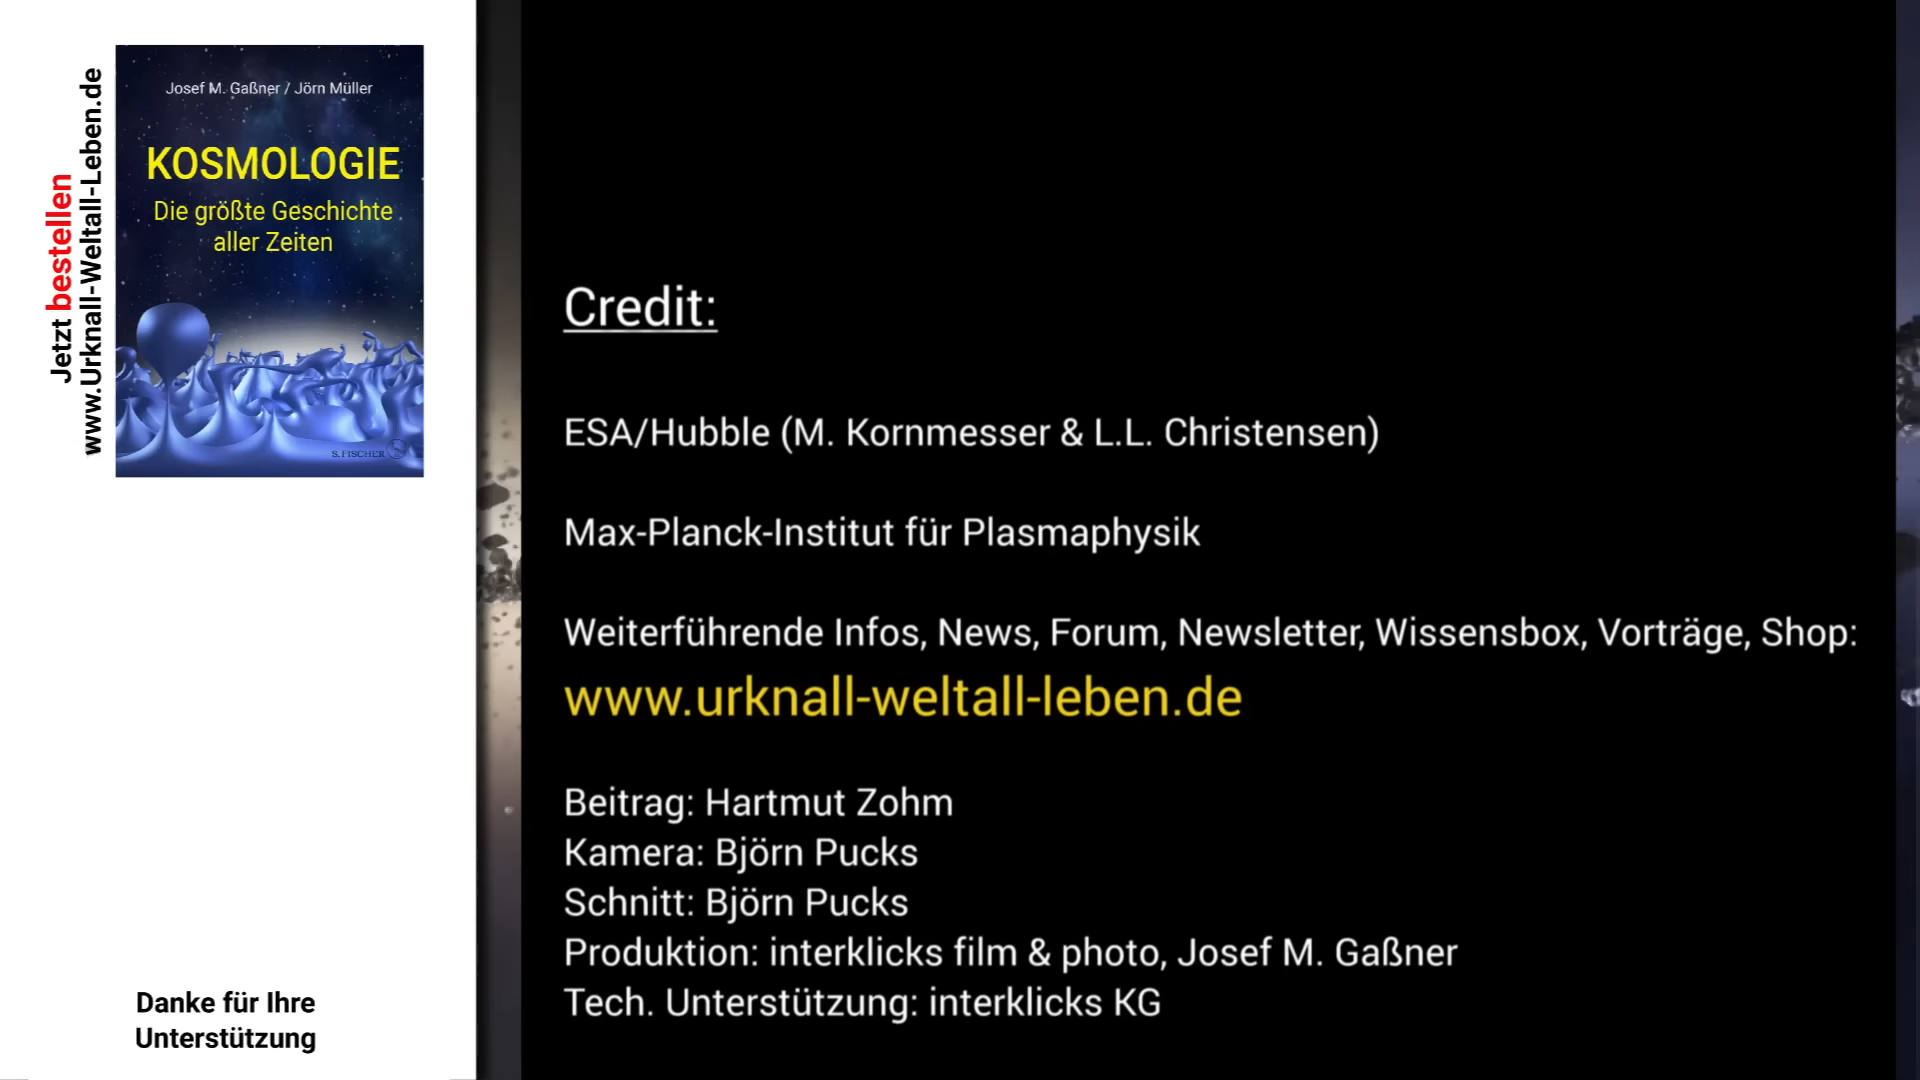 Jetzt bestellen
www.Urknall-Weltall-Leben.de
Josef M. Gaßner / Jörn Müller
KOSMOLOGIE
Die größte Geschichte
aller Zeiten
S. FISCHER
Danke für Ihre
Unterstützung
Credit:
ESA/Hubble (M. Kornmesser & L.L. Christensen)
Max-Planck-Institut für Plasmaphysik
Weiterführende Infos, News, Forum, Newsletter, Wissensbox, Vorträge, Shop:
www.urknall-weltall-leben.de
Beitrag: Hartmut Zohm
Kamera: Björn Pucks
Schnitt: Björn Pucks
Produktion: interklicks film & photo, Josef M. Gaßner
Tech. Unterstützung: interklicks KG